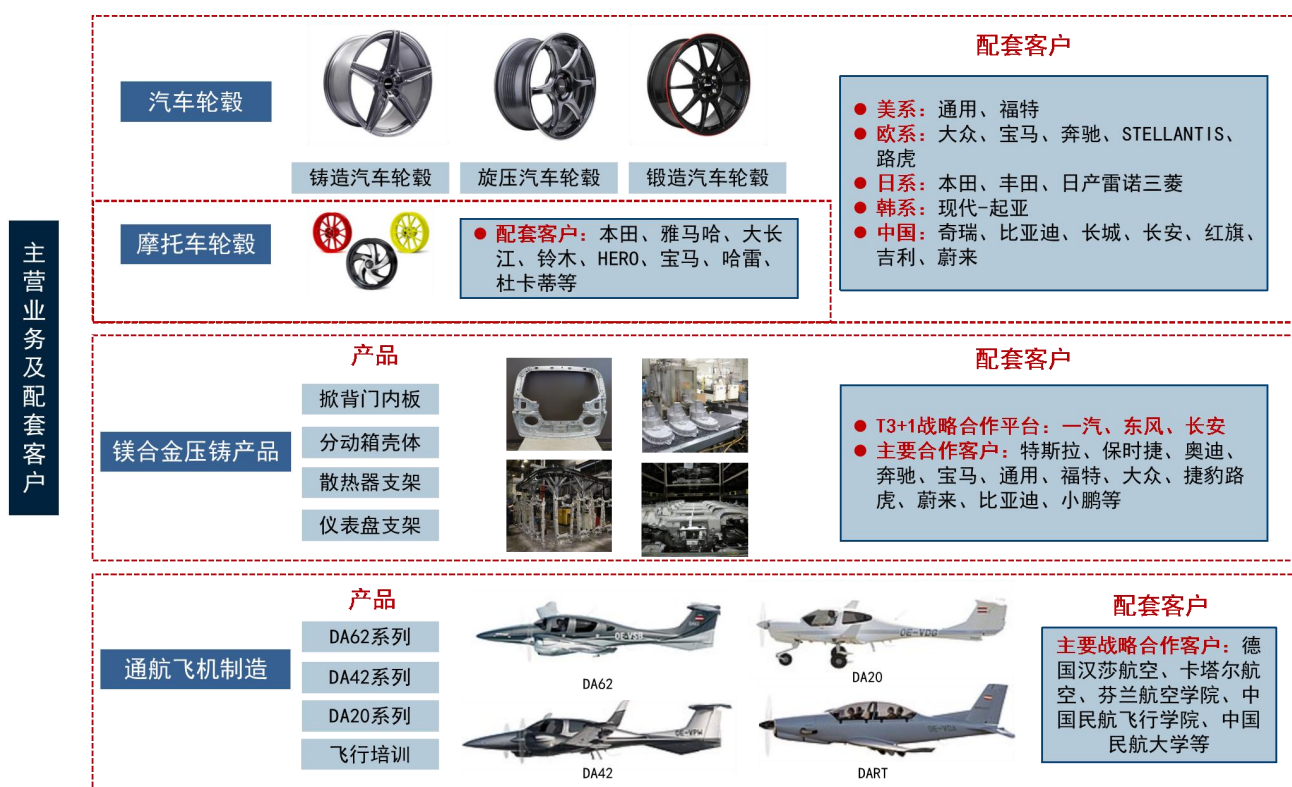 主营业务及配套客户
汽车轮毂
铸造汽车轮毂
旋压汽车轮毂
锻造汽车轮毂
配套客户
● 美系：通用、福特
● 欧系：大众、宝马、奔驰、STELLANTIS、
路虎
● 日系：本田、丰田、日产雷诺三菱
● 韩系：现代-起亚
● 中国：奇瑞、比亚迪、长城、长安、红旗、
吉利、蔚来
摩托车轮毂
● 配套客户：本田、雅马哈、大长
江、铃木、HERO、宝马、哈雷、
杜卡蒂等
镁合金压铸产品
产品
掀背门内板
分动箱壳体
散热器支架
仪表盘支架
配套客户
● T3+1战略合作平台：一汽、东风、长安
● 主要合作客户：特斯拉、保时捷、奥迪、
奔驰、宝马、通用、福特、大众、捷豹路
虎、蔚来、比亚迪、小鹏等
通航飞机制造
产品
DA62系列
DA42系列
DA20系列
飞行培训
OE-VSB
DA62
OE-VDG
DA20
OE-VPW
DA42
DART
配套客户
主要战略合作客户：德
国汉莎航空、卡塔尔航
空、芬兰航空学院、中
国民航飞行学院、中国
民航大学等